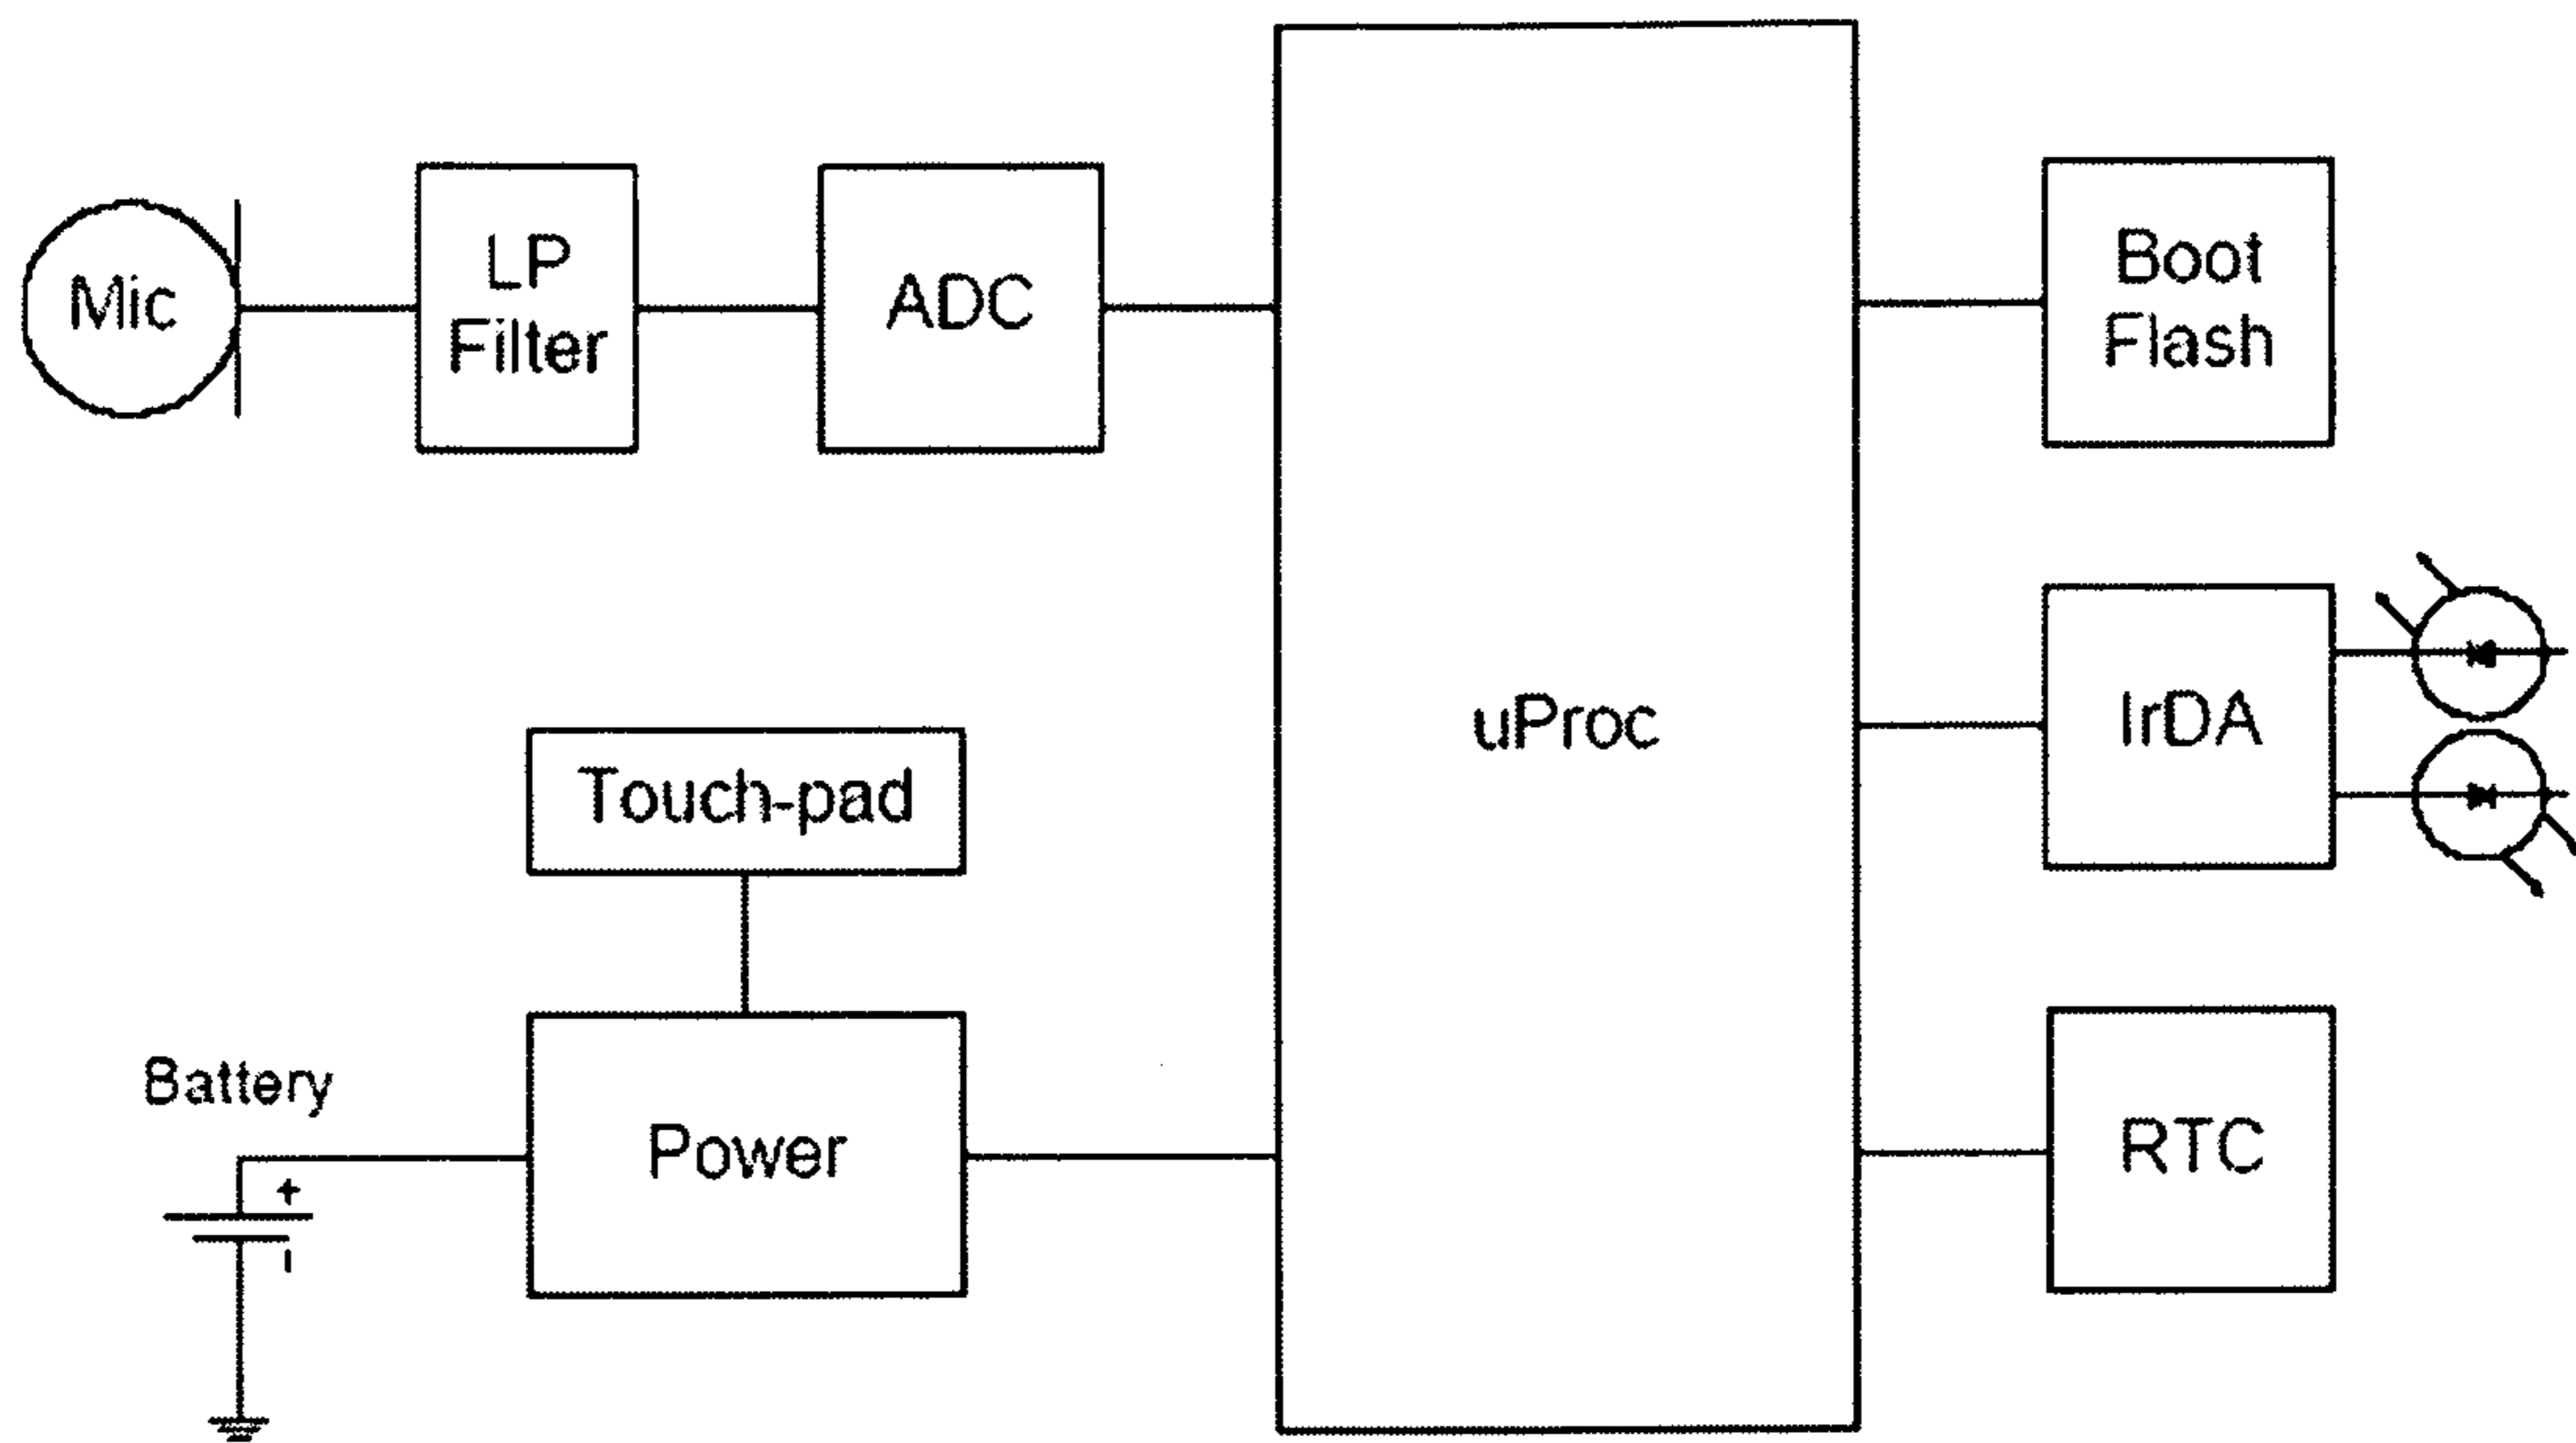 Mic
LP
Filter
ADC
uProc
Boot
Flash
IrDA
RTC
Touch-pad
Power
Battery
+
-